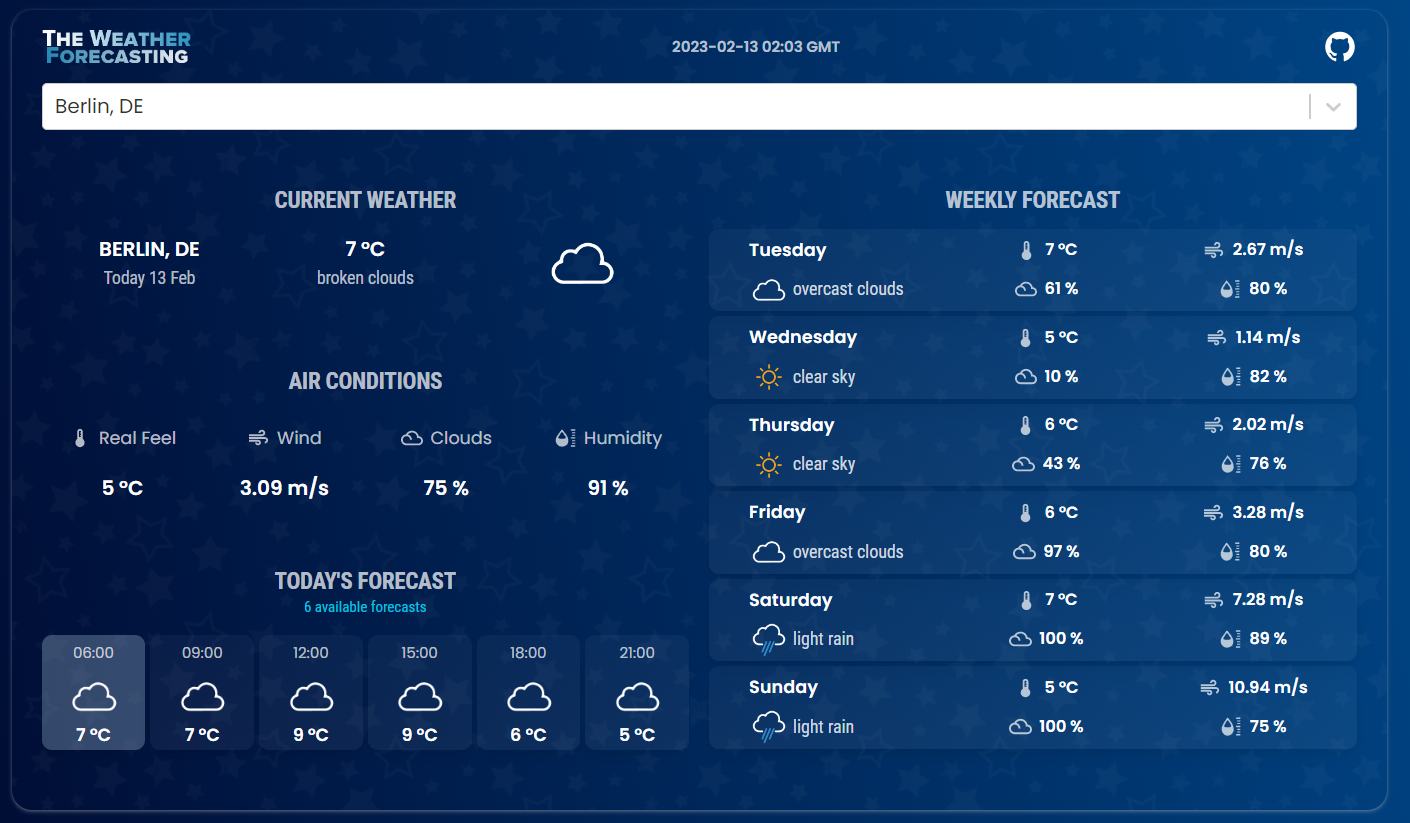 The Weather
Forecasting
2023-02-13 02:03 GMT
Berlin, DE
CURRENT WEATHER
BERLIN, DE
Today 13 Feb
7 °C
broken clouds
AIR CONDITIONS
Real Feel
5 °C
Wind
3.09 m/s
Clouds
75 %
Humidity
91 %
TODAY'S FORECAST
6 available forecasts
06:00
7 °C
09:00
7 °C
12:00
9 °C
15:00
9 °C
18:00
6 °C
21:00
5 °C
WEEKLY FORECAST
Tuesday 7 °C 2.67 m/s
overcast clouds 61 % 80 %
Wednesday 5 °C 1.14 m/s
clear sky 10 % 82 %
Thursday 6 °C 2.02 m/s
clear sky 43 % 76 %
Friday 6 °C 3.28 m/s
overcast clouds 97 % 80 %
Saturday 7 °C 7.28 m/s
light rain 100 % 89 %
Sunday 5 °C 10.94 m/s
light rain 100 % 75 %